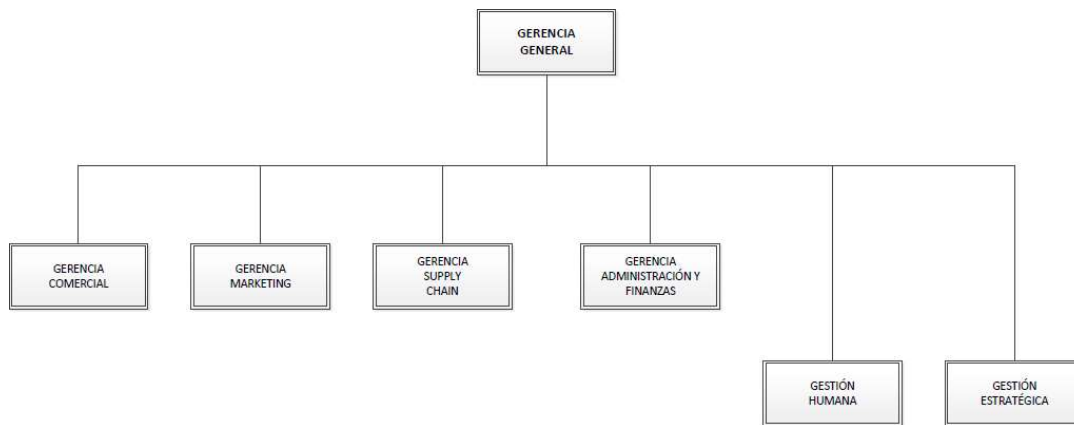 GERENCIA
GENERAL
GERENCIA
COMERCIAL
GERENCIA
MARKETING
GERENCIA
SUPPLY
CHAIN
GERENCIA
ADMINISTRACIÓN Y
FINANZAS
GESTIÓN
HUMANA
GESTIÓN
ESTRATÉGICA